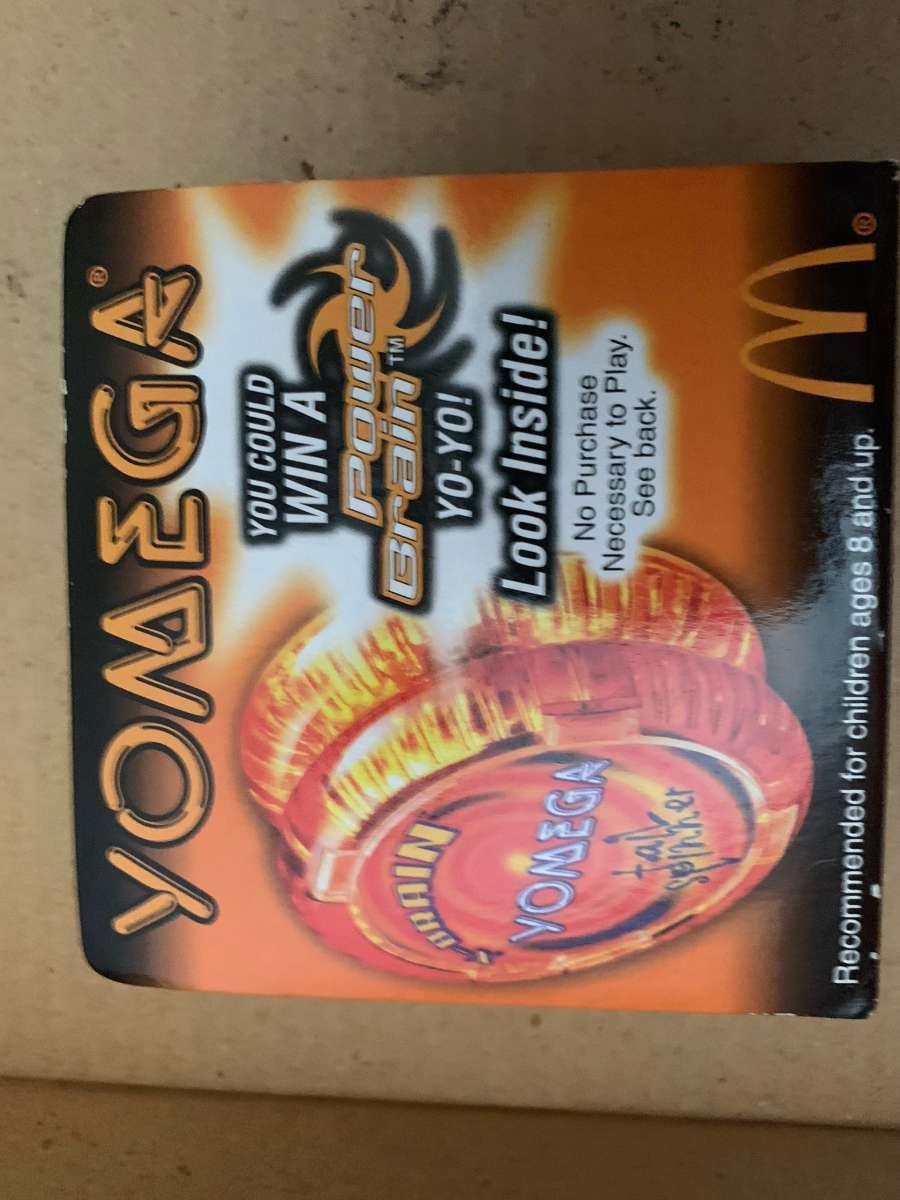 YOMEGA®
YOU COULD
WIN A
Power
Brain™
YO-YO!
Look Inside!
No Purchase
Necessary to Play.
See back.
BRAIN
YOMEGA
®
Recommended for children ages 8 and up.